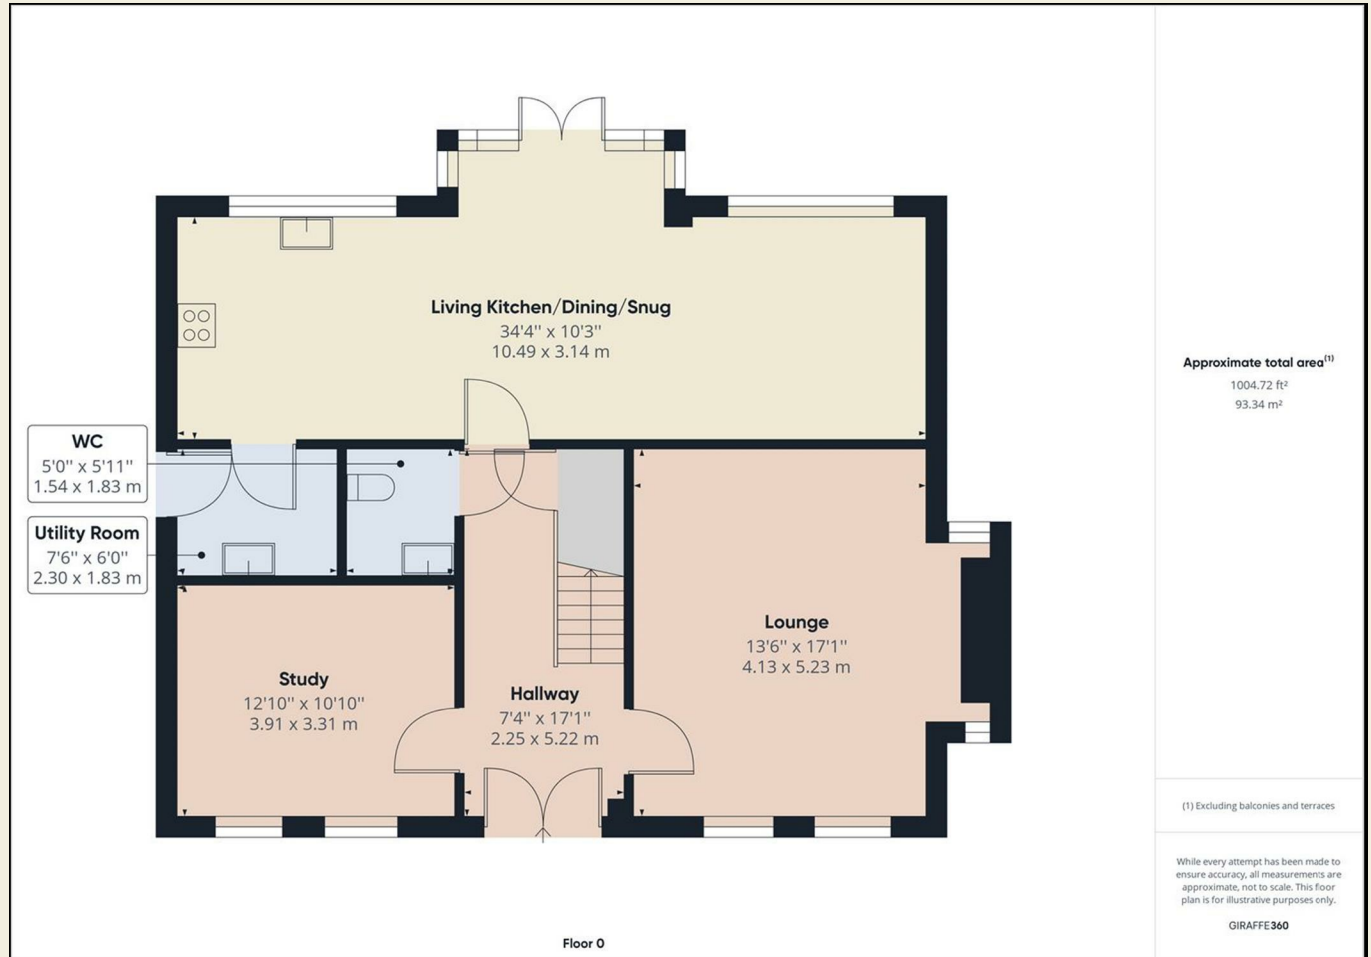 Living Kitchen/Dining/Snug
34'4" x 10'3"
10.49 x 3.14 m
WC
5'0" x 5'11"
1.54 x 1.83 m
Utility Room
7'6" x 6'0"
2.30 x 1.83 m
Study
12'10" x 10'10"
3.91 x 3.31 m
Hallway
7'4" x 17'1"
2.25 x 5.22 m
Lounge
13'6" x 17'1"
4.13 x 5.23 m
Floor 0
Approximate total area(1)
1004.72 ft²
93.34 m²
(1) Excluding balconies and terraces
While every attempt has been made to
ensure accuracy, all measurements are
approximate, not to scale. This floor
plan is for illustrative purposes only.
GIRAFFE360